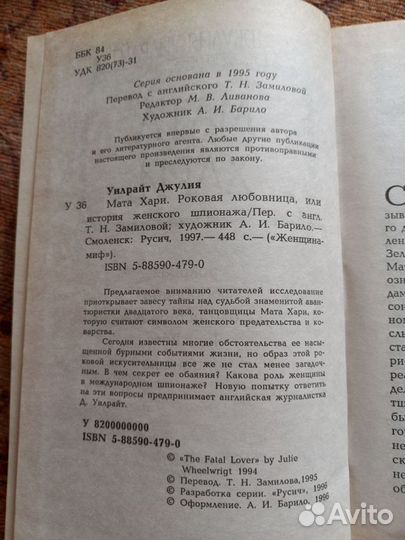 ББК 84
У36
УДК 820(73)-31
Серия основана в 1995 году
Перевод с английского Т. Н. Замиловой
Редактор М. В. Ливанова
Художник А. И. Барило
Публикуется впервые с разрешения автора
и его литературного агента. Любые другие публикации
настоящего произведения являются противоправными
и преследуются по закону.
Уилрайт Джулия
У 36 Мата Хари. Роковая любовница, или
история женского шпионажа/Пер. с англ.
Т. Н. Замиловой; художник А. И. Барило.—
Смоленск: Русич, 1997.— 448 с.— («Женщина-
миф»).
ISBN 5-88590-479-0
Предлагаемое вниманию читателей исследование
приоткрывает завесу тайны над судьбой знаменитой аван-
тюристки двадцатого века, танцовщицы Мата Хари, ко-
торую считают символом женского предательства и ко-
варства.
Сегодня известны многие обстоятельства ее насы-
щенной бурными событиями жизни, но образ этой роко-
вой искусительницы все же не стал менее загадоч-
ным. В чем секрет ее обаяния? Какова роль женщины
в международном шпионаже? Новую попытку ответить
на эти вопросы предпринимает английская журналистка
Д. Уилрайт.
У 8200000000
ISBN 5-88590-479-0
© «The Fatal Lover» by Julie
Wheelwrigt 1994
© Перевод. Т. Н. Замилова, 1995
© Разработка серии. «Русич», 1996
© Оформление. А. И. Барило, 1996
Avito